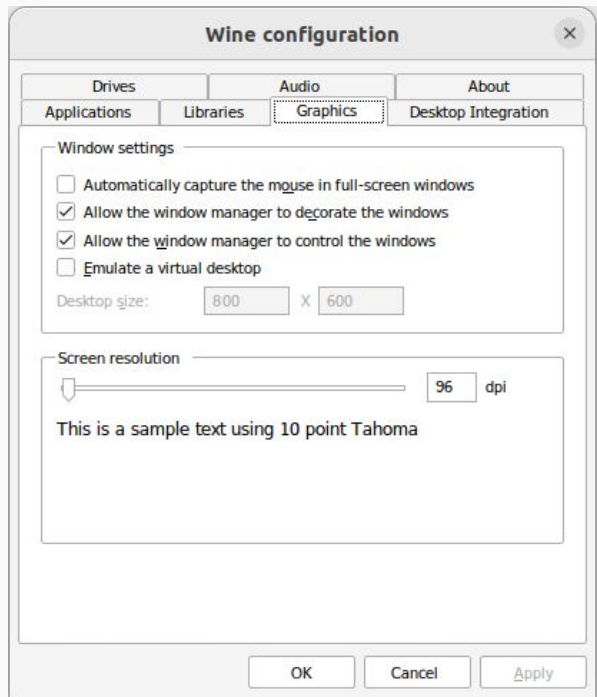 Wine configuration
Drives Audio About
Applications Libraries Graphics Desktop Integration
Window settings
Automatically capture the mouse in full-screen windows
Allow the window manager to decorate the windows
Allow the window manager to control the windows
Emulate a virtual desktop
Desktop size: 800 X 600
Screen resolution
96 dpi
This is a sample text using 10 point Tahoma
OK Cancel Apply